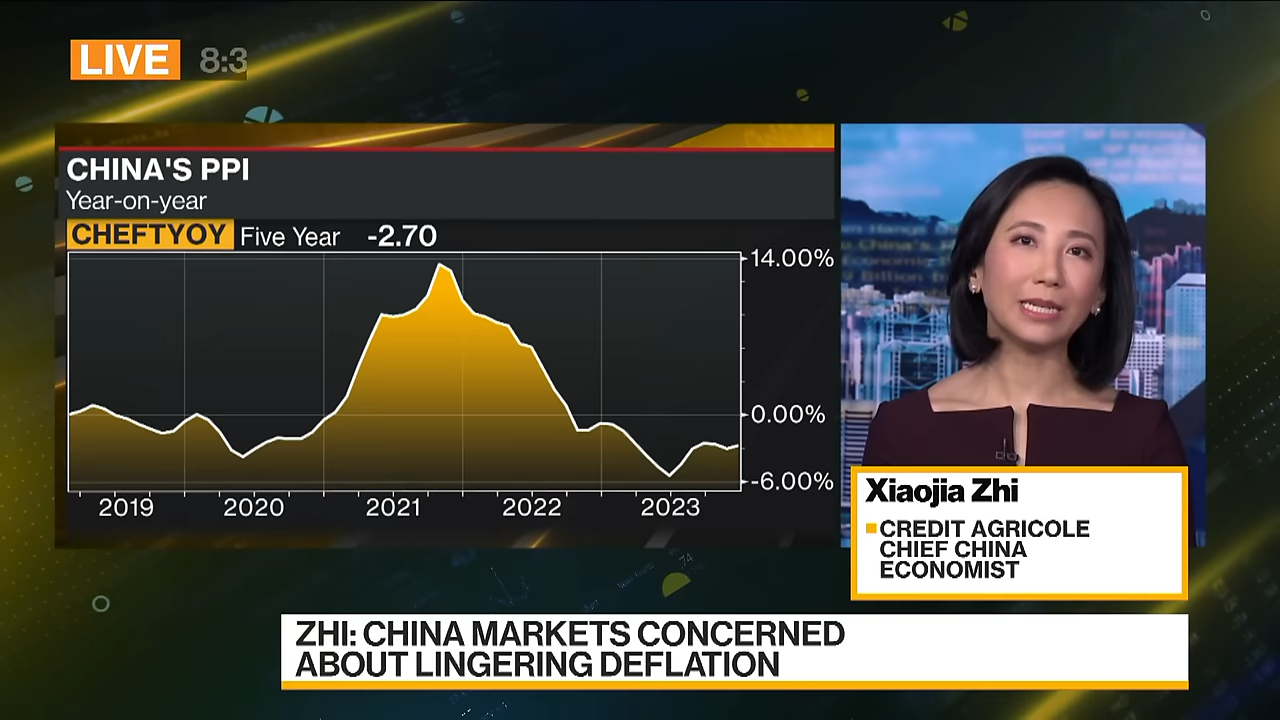 LIVE 8:3
CHINA'S PPI
Year-on-year
CHEFTYOY Five Year -2.70
14.00%
0.00%
-6.00%
2019 2020 2021 2022 2023
Xiaojia Zhi
CREDIT AGRICOLE
CHIEF CHINA
ECONOMIST
ZHI: CHINA MARKETS CONCERNED
ABOUT LINGERING DEFLATION